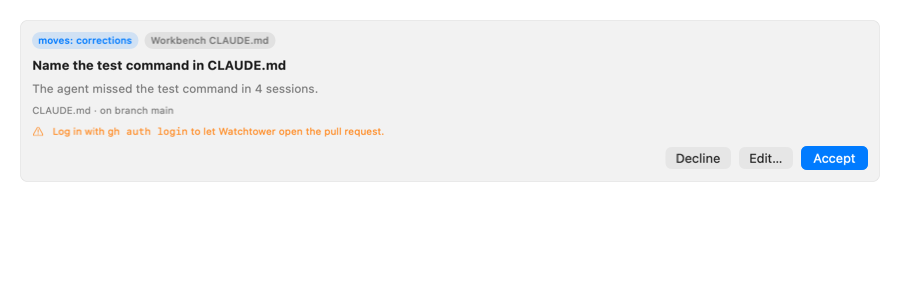 moves: corrections
Workbench CLAUDE.md
Name the test command in CLAUDE.md
The agent missed the test command in 4 sessions.
CLAUDE.md · on branch main
Log in with gh auth login to let Watchtower open the pull request.
Decline
Edit...
Accept